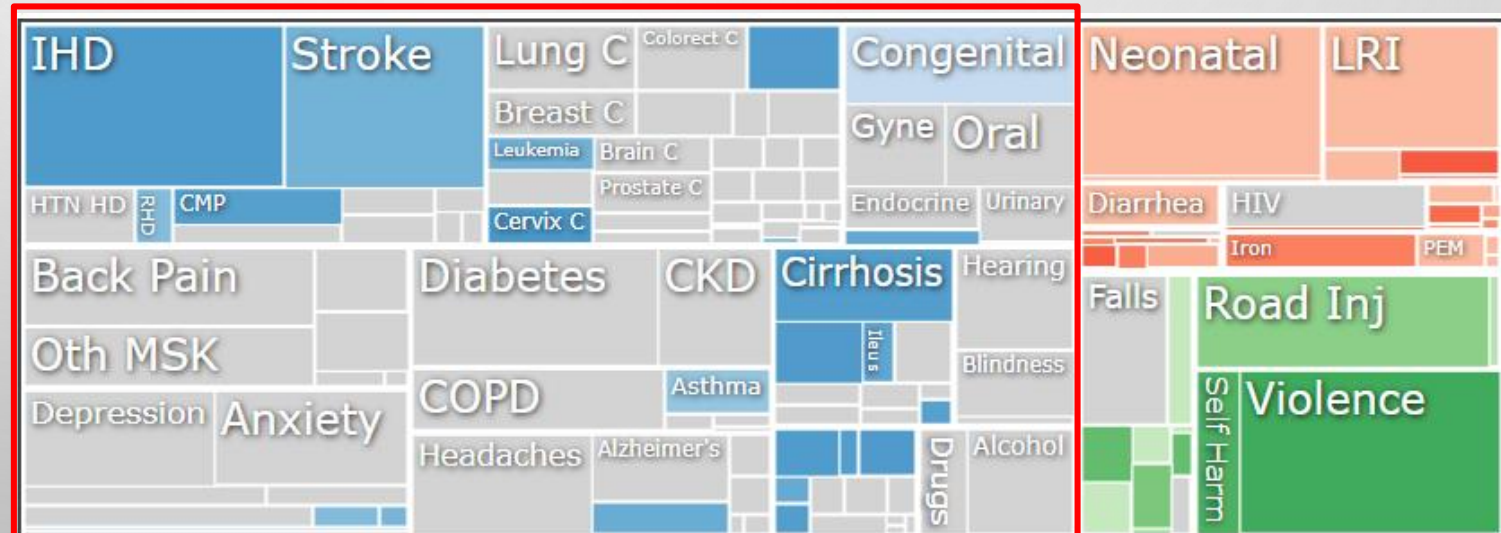 IHD
Stroke
Lung C
Colorect C
Congenital
Neonatal
LRI
Breast C
Gyne
Oral
Leukemia
Brain C
Prostate C
HTN HD
RHD
CMP
Cervix C
Endocrine
Urinary
Diarrhea
HIV
Iron
PEM
Back Pain
Diabetes
CKD
Cirrhosis
Hearing
Falls
Road Inj
Oth MSK
Ileus
Blindness
COPD
Asthma
Depression
Anxiety
Self Harm
Violence
Headaches
Alzheimer's
Drugs
Alcohol